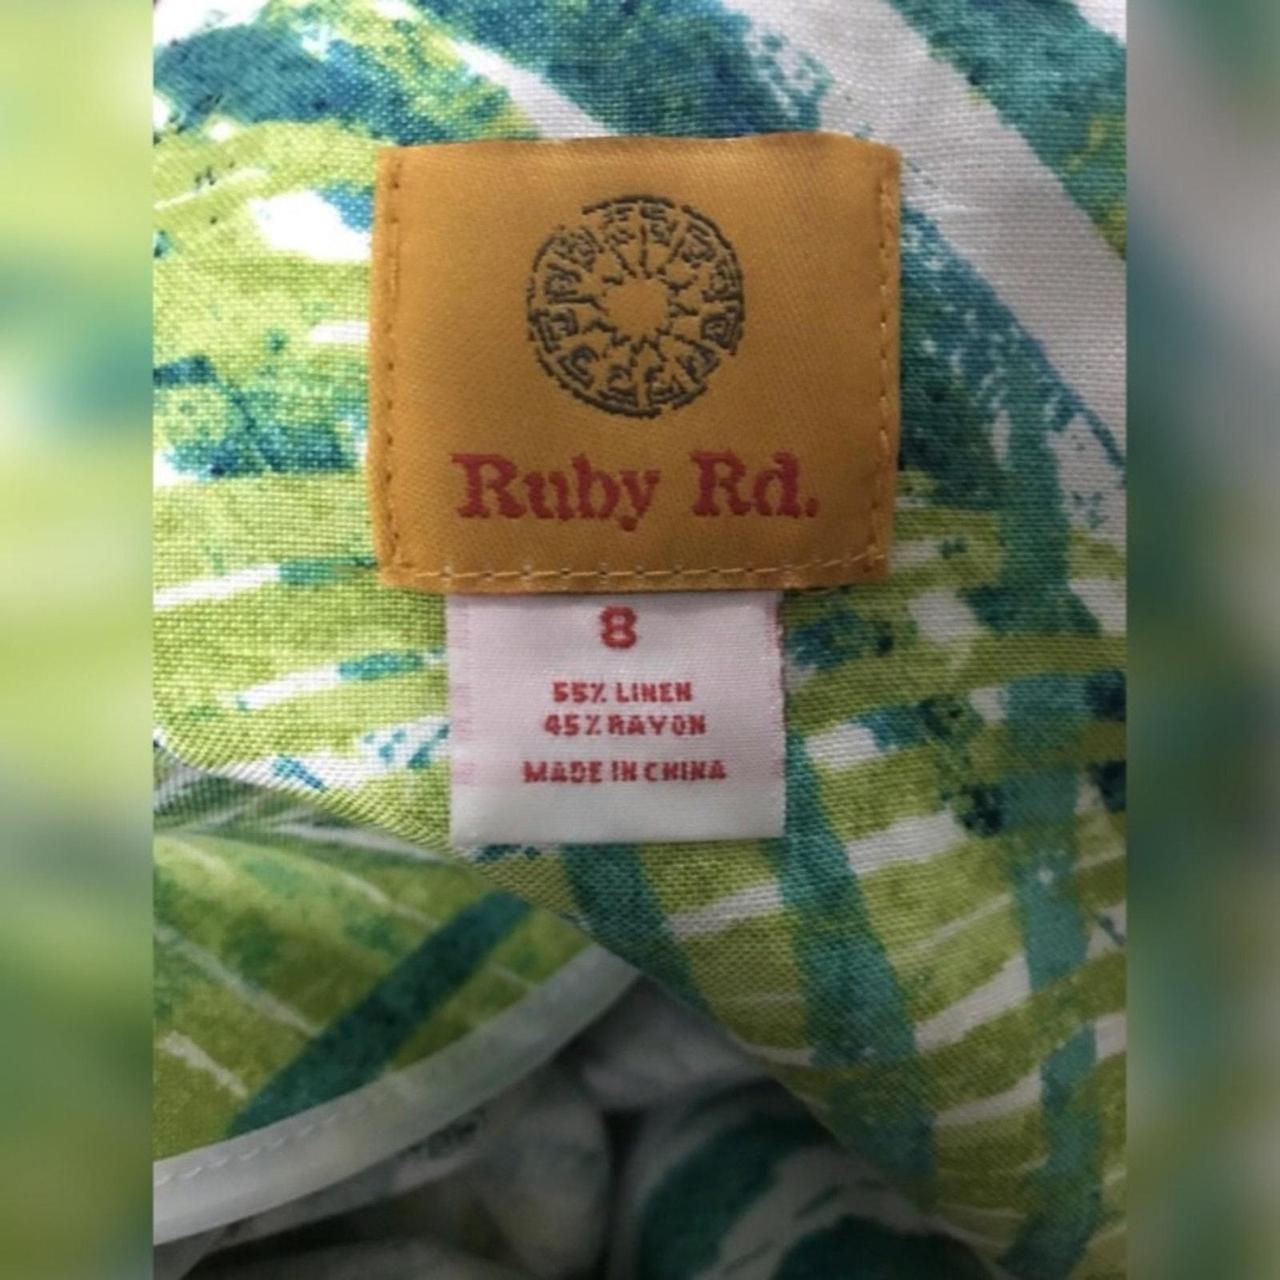 Ruby Rd.
8
55% LINEN
45% RAYON
MADE IN CHINA